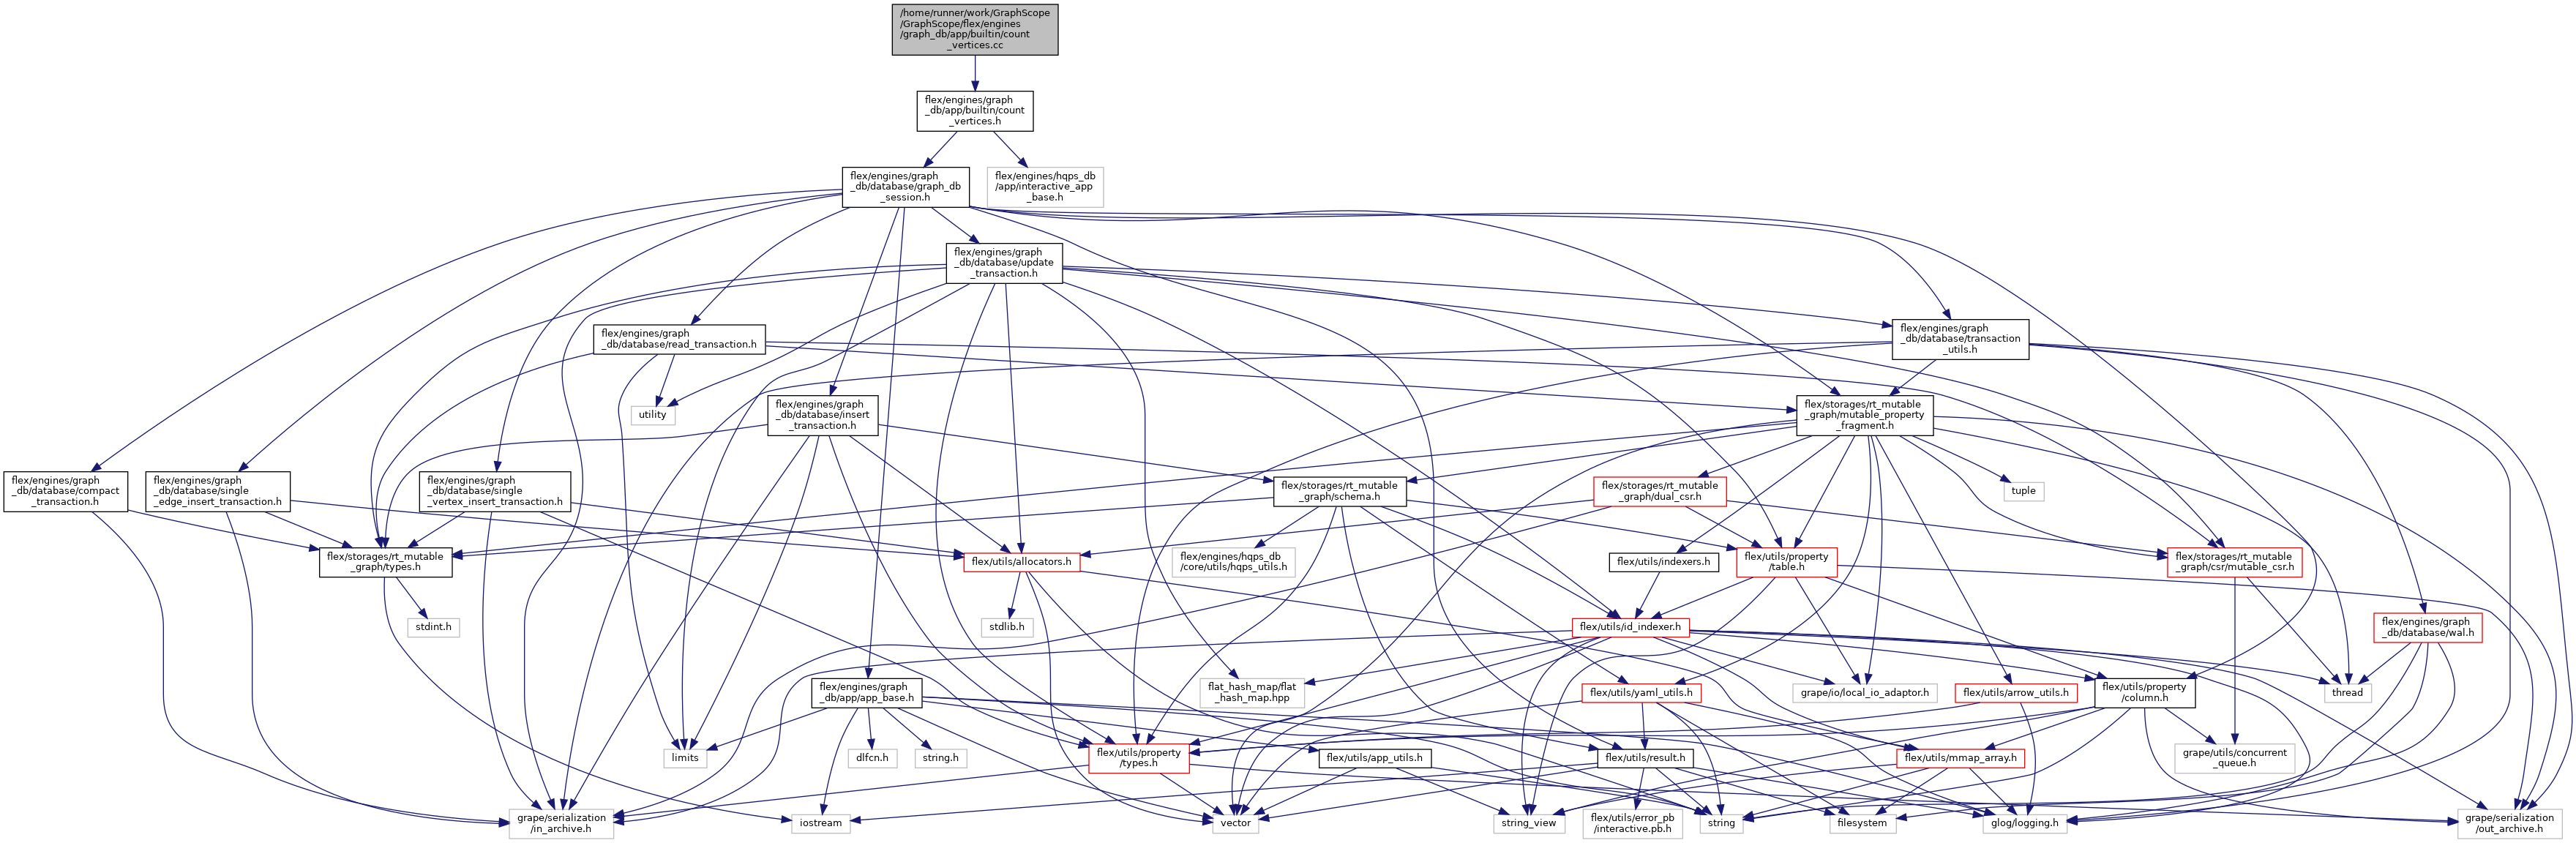 /home/runner/work/GraphScope
/GraphScope/flex/engines
/graph_db/app/builtin/count
_vertices.cc
flex/engines/graph
_db/app/builtin/count
_vertices.h
flex/engines/graph
_db/database/graph_db
_session.h
flex/engines/hqps_db
/app/interactive_app
_base.h
flex/engines/graph
_db/database/update
_transaction.h
flex/engines/graph
_db/database/read_transaction.h
flex/engines/graph
_db/database/transaction
_utils.h
utility
flex/engines/graph
_db/database/insert
_transaction.h
flex/storages/rt_mutable
_graph/mutable_property
_fragment.h
flex/engines/graph
_db/database/compact
_transaction.h
flex/engines/graph
_db/database/single
_edge_insert_transaction.h
flex/engines/graph
_db/database/single
_vertex_insert_transaction.h
flex/storages/rt_mutable
_graph/schema.h
flex/storages/rt_mutable
_graph/dual_csr.h
tuple
flex/storages/rt_mutable
_graph/types.h
flex/utils/allocators.h
flex/engines/hqps_db
/core/utils/hqps_utils.h
flex/utils/indexers.h
flex/utils/property
/table.h
flex/storages/rt_mutable
_graph/csr/mutable_csr.h
stdint.h
stdlib.h
flex/utils/id_indexer.h
flex/engines/graph
_db/database/wal.h
flex/engines/graph
_db/app/app_base.h
flat_hash_map/flat
_hash_map.hpp
flex/utils/yaml_utils.h
grape/io/local_io_adaptor.h
flex/utils/arrow_utils.h
flex/utils/property
/column.h
thread
limits
dlfcn.h
string.h
flex/utils/property
/types.h
flex/utils/app_utils.h
flex/utils/result.h
flex/utils/mmap_array.h
grape/utils/concurrent
_queue.h
grape/serialization
/in_archive.h
iostream
vector
string_view
flex/utils/error_pb
/interactive.pb.h
string
filesystem
glog/logging.h
grape/serialization
/out_archive.h